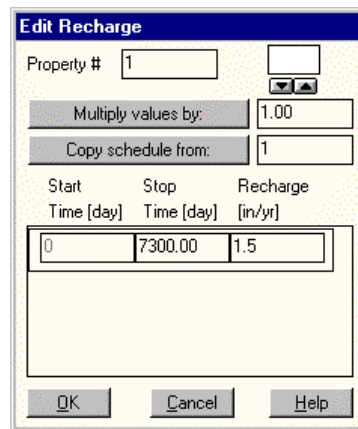 Edit Recharge
Property # 1
Multiply values by: 1.00
Copy schedule from: 1
Start Stop Recharge
Time [day] Time [day] [in/yr]
0 7300.00 1.5
OK Cancel Help